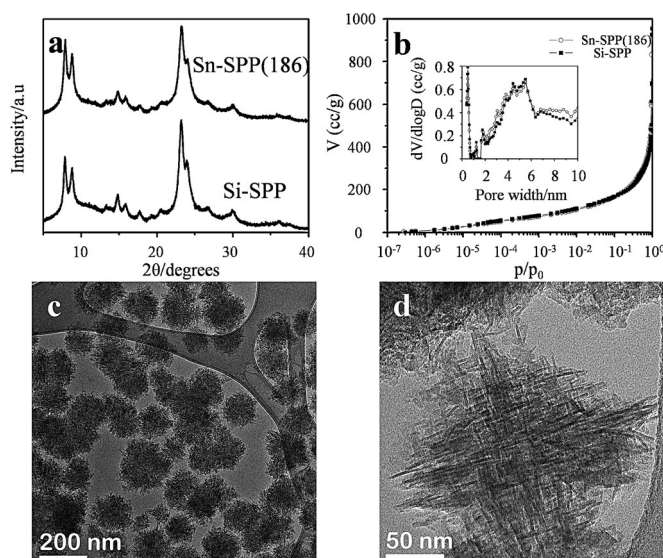 a
Sn-SPP(186)
Si-SPP
Intensity/a.u
10 20 30 40
2θ/degrees
b
Sn-SPP(186)
Si-SPP
V (cc/g)
1000
800
600
400
200
0
dV/dlogD (cc/g)
0.8
0.6
0.4
0.2
0.0
0 2 4 6 8 10
Pore width/nm
10⁻⁷ 10⁻⁶ 10⁻⁵ 10⁻⁴ 10⁻³ 10⁻² 10⁻¹ 10⁰
p/p₀
c
200 nm
d
50 nm